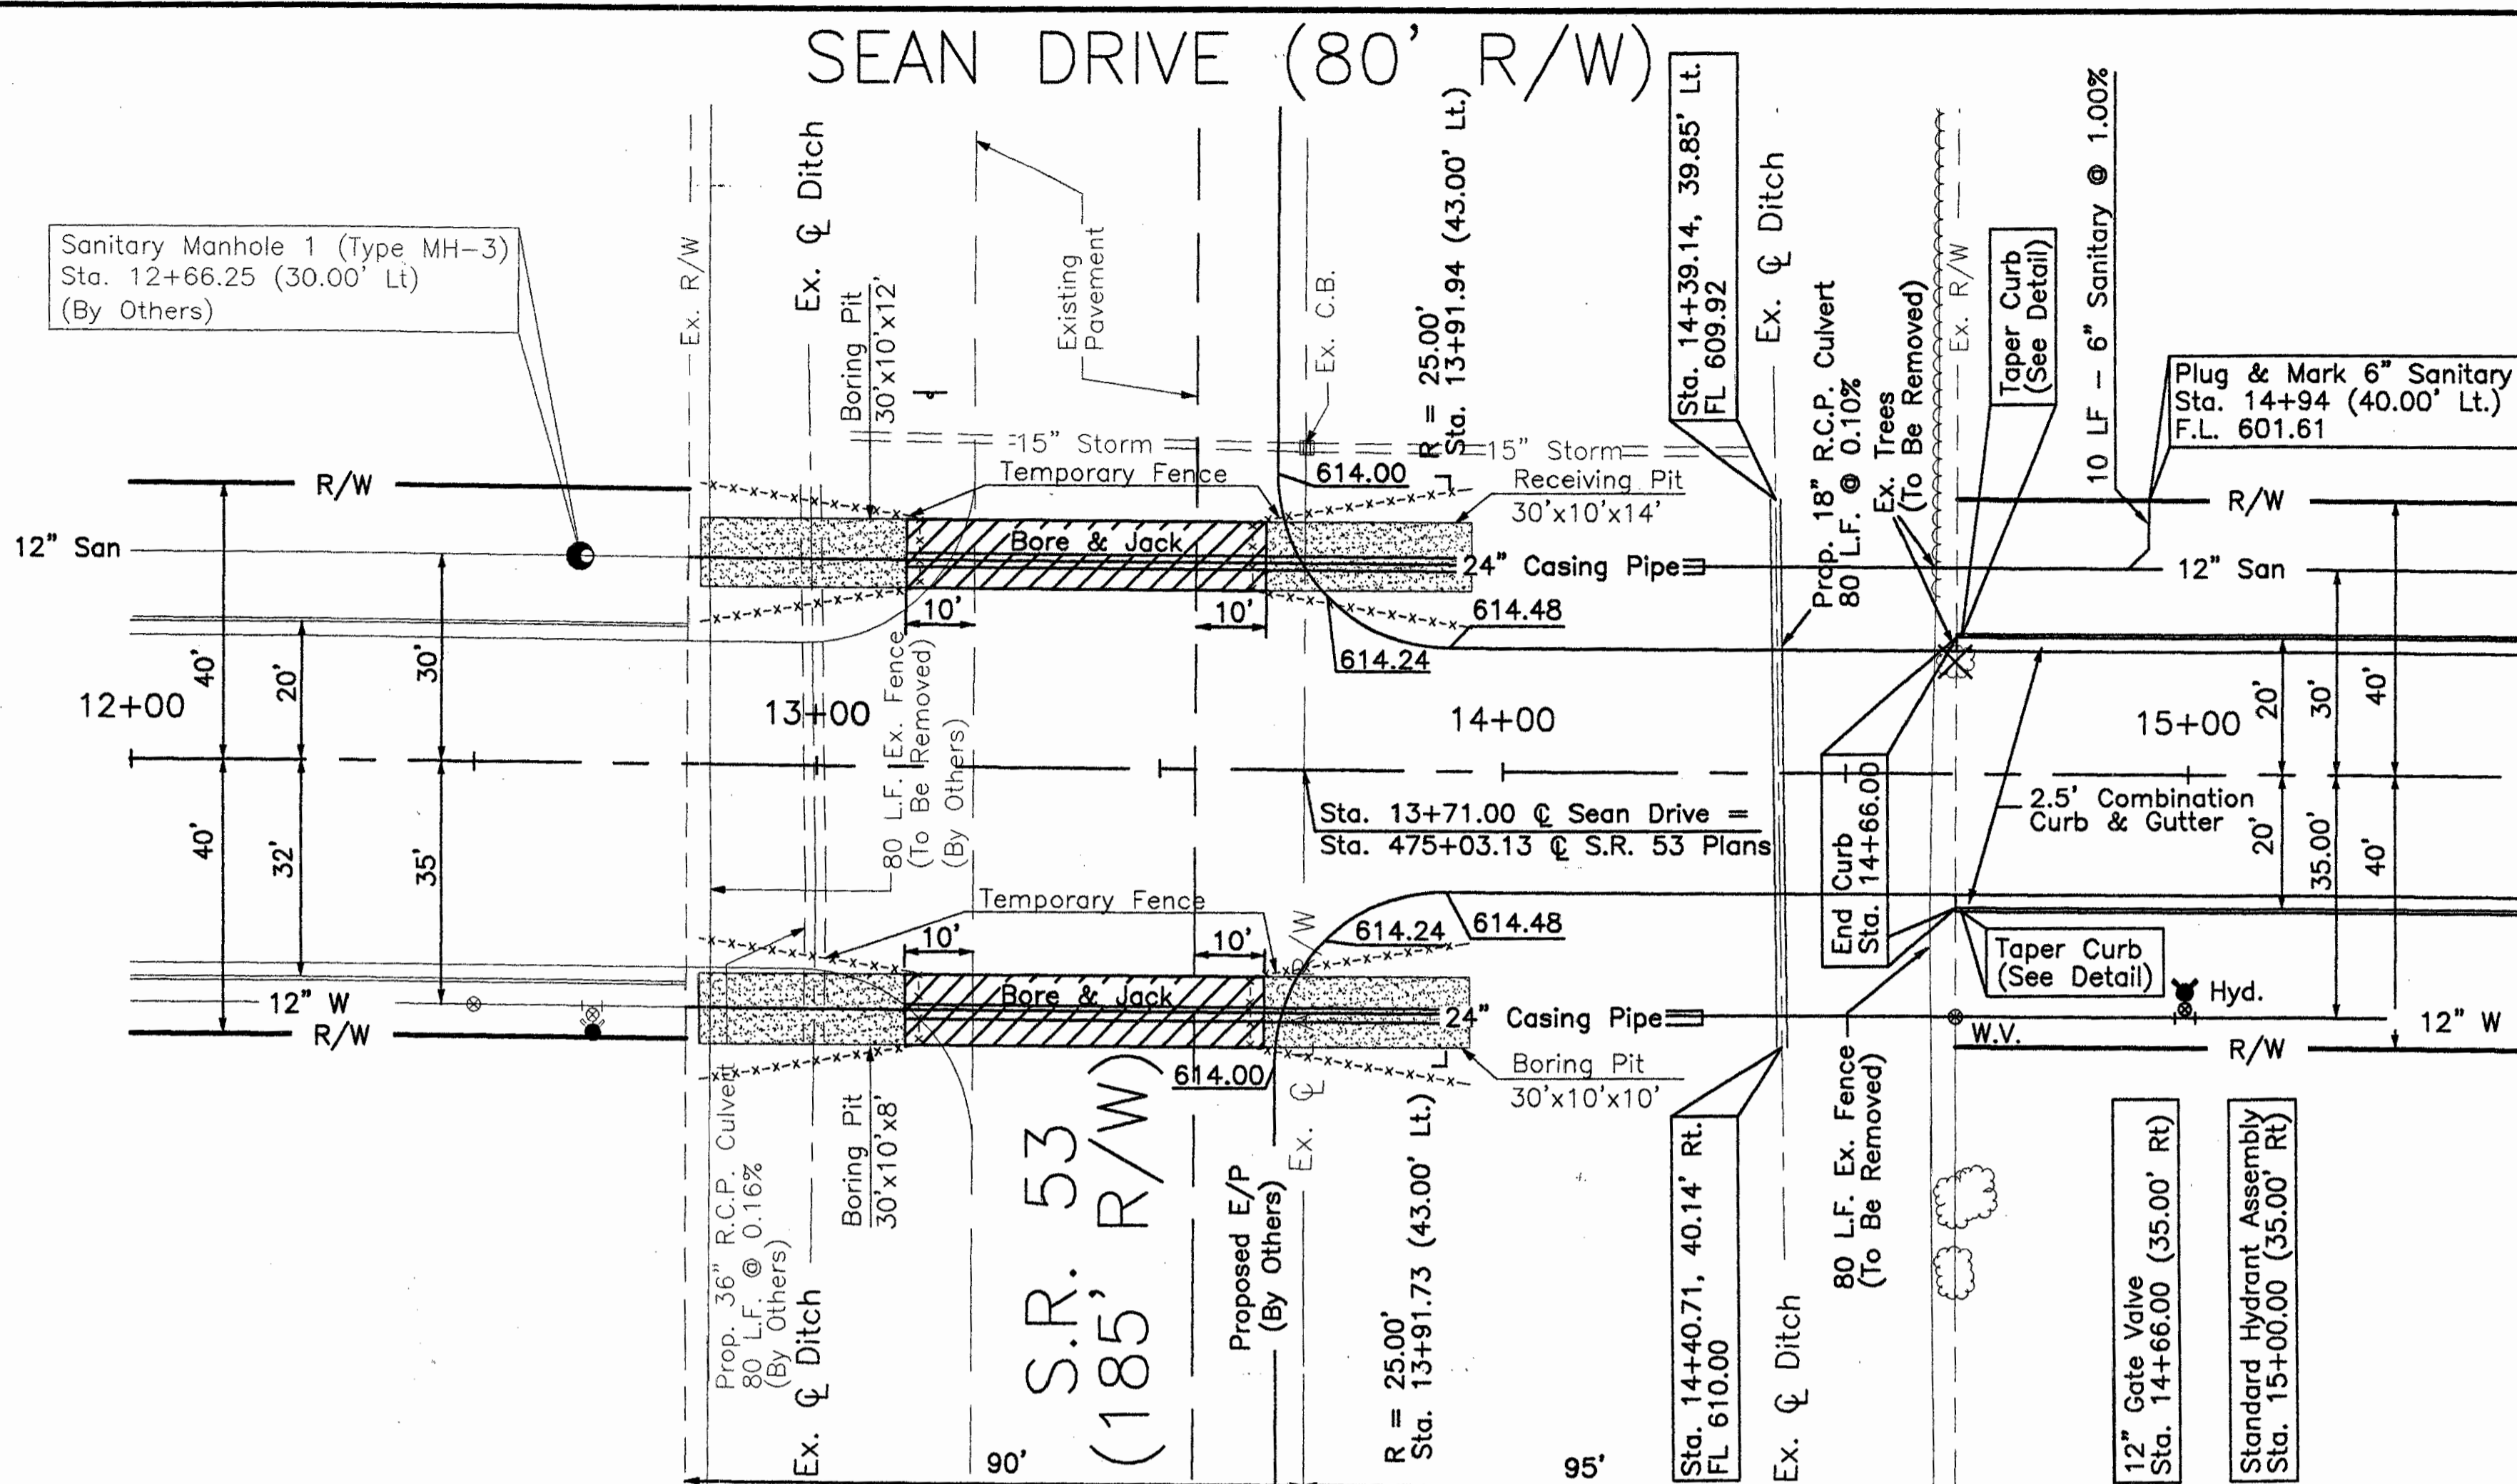 SEAN DRIVE (80' R/W)
Sanitary Manhole 1 (Type MH-3)
Sta. 12+66.25 (30.00' Lt)
(By Others)
Ex. R/W
Ex. ℄ Ditch
Boring Pit
30'x10'x12'
Existing
Pavement
Ex. C.B.
R = 25.00'
Sta. 13+91.94 (43.00' Lt.)
Sta. 14+39.14, 39.85' Lt.
FL 609.92
Ex. ℄ Ditch
Prop. 18" R.C.P. Culvert
80 L.F. @ 0.10%
Ex. Trees
(To Be Removed)
Ex. R/W
Taper Curb
(See Detail)
10 LF - 6" Sanitary @ 1.00%
Plug & Mark 6" Sanitary
Sta. 14+94 (40.00' Lt.)
F.L. 601.61
15" Storm
15" Storm
Temporary Fence
614.00
Receiving Pit
30'x10'x14'
R/W
R/W
12" San
Bore & Jack
24" Casing Pipe
12" San
10'
10'
614.48
614.24
40'
20'
30'
12+00
13+00
14+00
15+00
20'
30'
40'
80 L.F. Ex. Fence
(To Be Removed)
(By Others)
Sta. 13+71.00 ℄ Sean Drive =
Sta. 475+03.13 ℄ S.R. 53 Plans
End Curb
Sta. 14+66.00
2.5' Combination
Curb & Gutter
40'
32'
35'
20'
35.00'
40'
Temporary Fence
10'
10'
614.24
614.48
R/W
Taper Curb
(See Detail)
Hyd.
12" W
R/W
Bore & Jack
24" Casing Pipe
W.V.
12" W
R/W
614.00
Boring Pit
30'x10'x10'
Prop. 36" R.C.P. Culvert
80 L.F. @ 0.16%
(By Others)
Ex. ℄ Ditch
Boring Pit
30'x10'x8'
S.R. 53
(185' R/W)
Proposed E/P
(By Others)
Ex. ℄
R = 25.00'
Sta. 13+91.73 (43.00' Lt.)
Sta. 14+40.71, 40.14' Rt.
FL 610.00
Ex. ℄ Ditch
80 L.F. Ex. Fence
(To Be Removed)
12" Gate Valve
Sta. 14+66.00 (35.00' Rt)
Standard Hydrant Assembly
Sta. 15+00.00 (35.00' Rt)
90'
95'